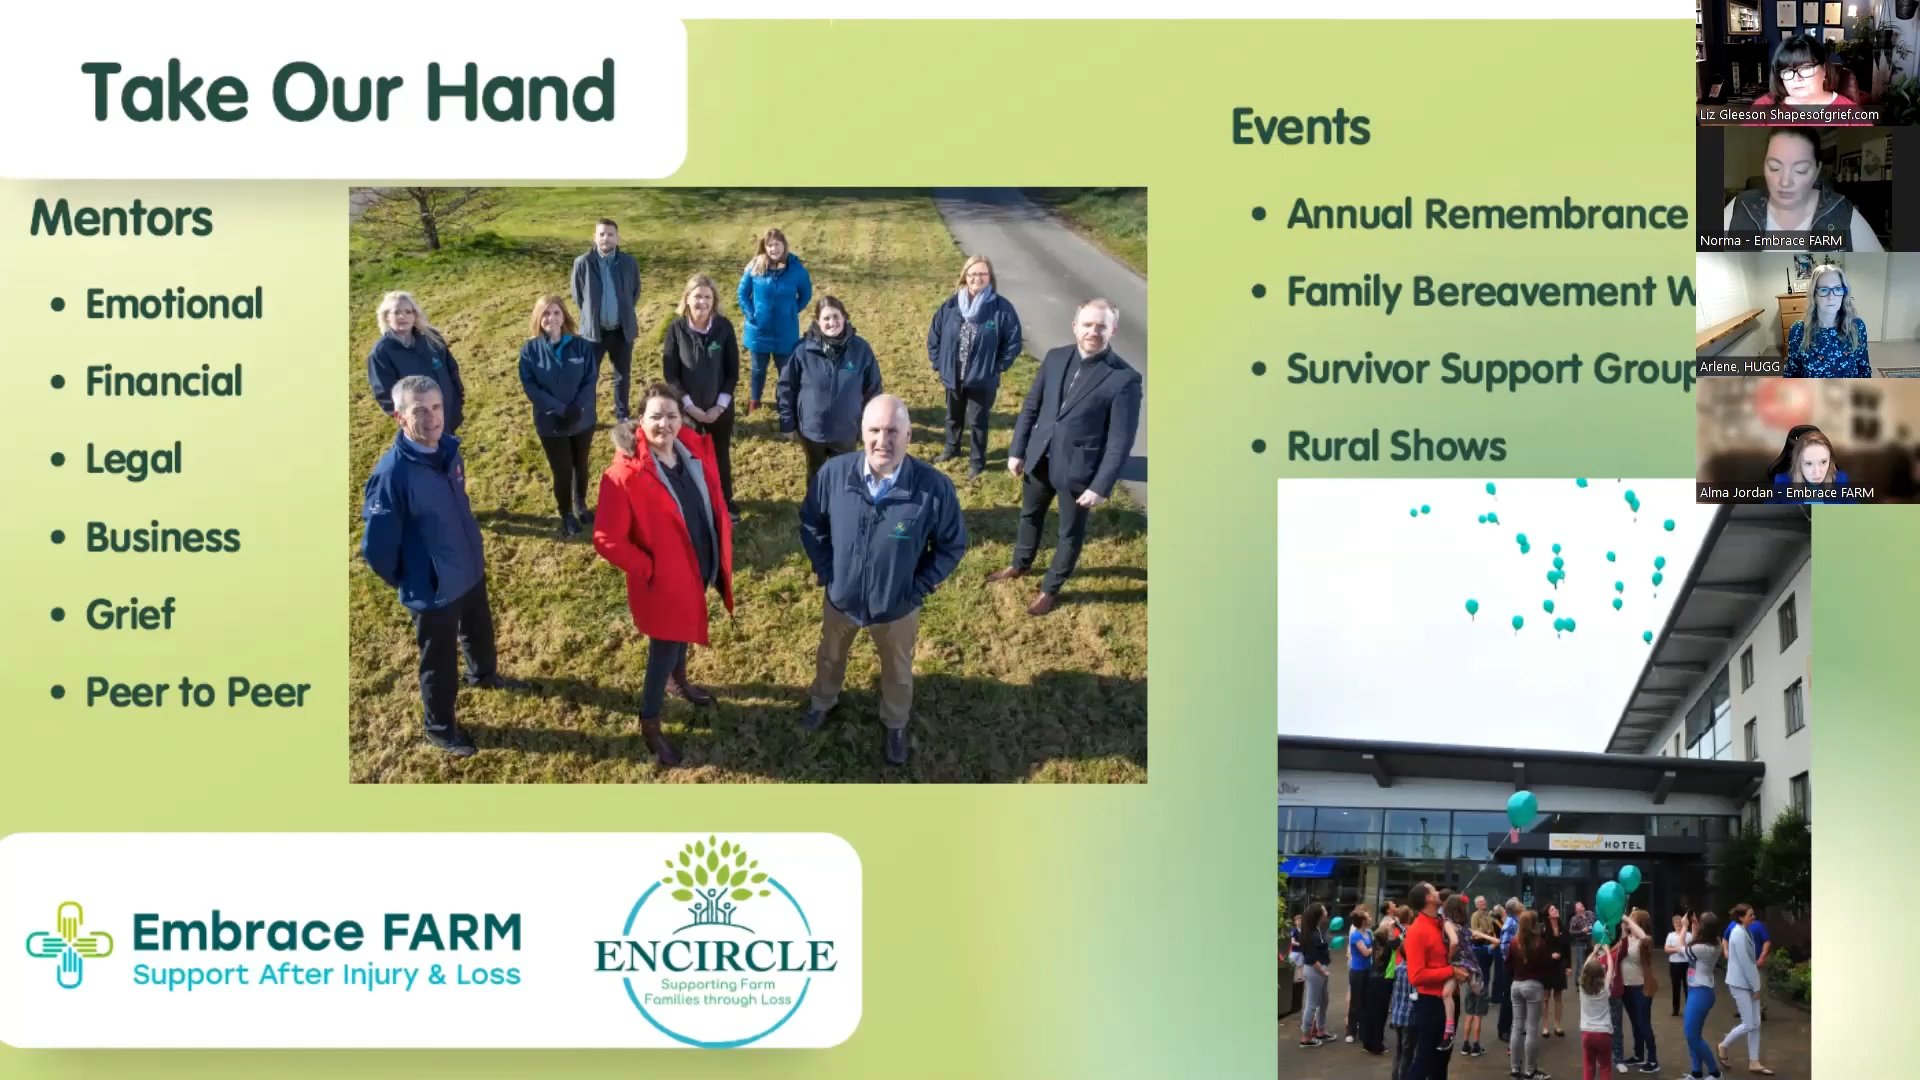 Take Our Hand
Mentors
• Emotional
• Financial
• Legal
• Business
• Grief
• Peer to Peer
Events
• Annual Remembrance
• Family Bereavement W
• Survivor Support Group
• Rural Shows
HOTEL
Embrace FARM
Support After Injury & Loss
ENCIRCLE
Supporting Farm
Families through Loss
Liz Gleeson Shapesofgrief.com
Norma - Embrace FARM
Arlene, HUGG
Alma Jordan - Embrace FARM